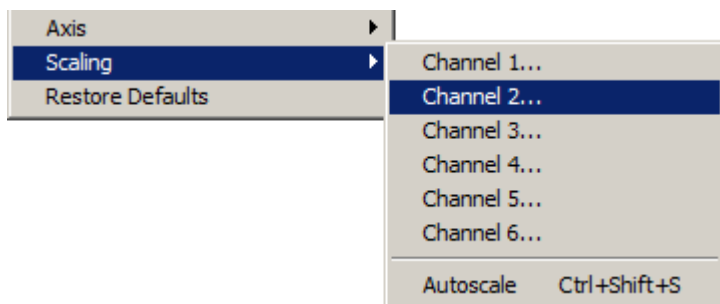 Axis
Scaling
Restore Defaults
Channel 1...
Channel 2...
Channel 3...
Channel 4...
Channel 5...
Channel 6...
Autoscale Ctrl+Shift+S